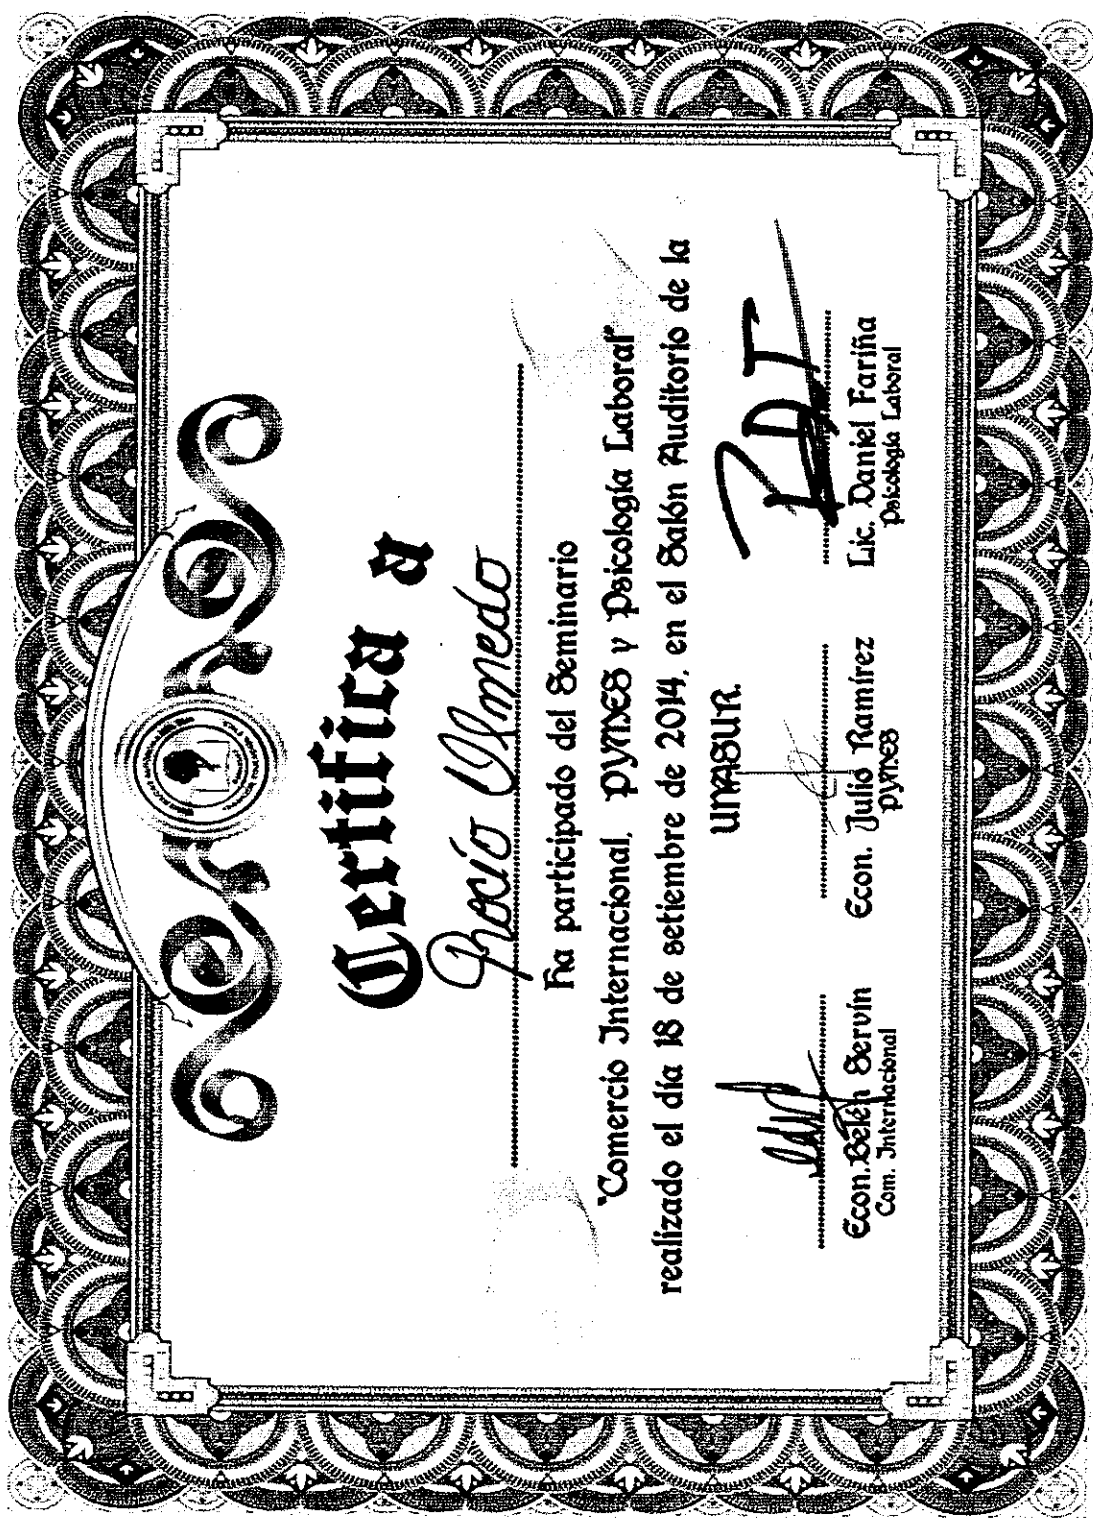 Certifica a
Rocío Olmedo
Ha participado del Seminario
"Comercio Internacional, PYMES y Psicología Laboral"
realizado el día 18 de setiembre de 2014, en el Salón Auditorio de la
UNASUR.
Econ. Belén Servín
Com. Internacional
Econ. Julio Ramírez
PYMES
Lic. Daniel Fariña
Psicología Laboral